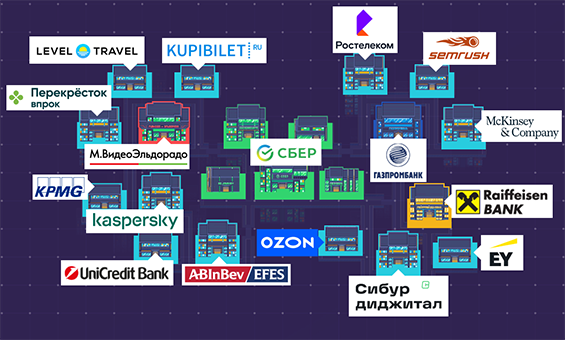 LEVEL TRAVEL
KUPIBILET RU
Ростелеком
semrush
Перекрёсток
впрок
М.ВидеоЭльдорадо
СБЕР
ГАЗПРОМБАНК
McKinsey
& Company
KPMG
kaspersky
Raiffeisen
BANK
UniCredit Bank
ABInBev EFES
OZON
EY
Сибур
диджитал